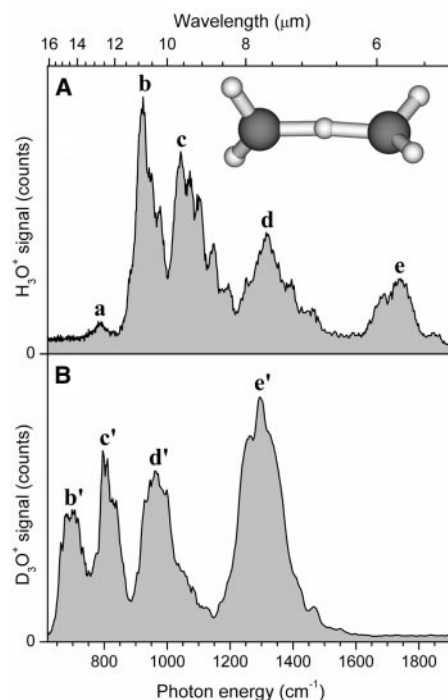 Wavelength (μm)
16 14 12 10 8 6
A
b
c
d
e
a
H₃O⁺ signal (counts)
0
B
b'
c'
d'
e'
D₃O⁺ signal (counts)
0
800 1000 1200 1400 1600 1800
Photon energy (cm⁻¹)